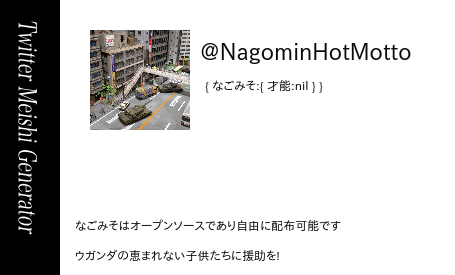 Twitter Meishi Generator
@NagominHotMotto
{ なごみそ:{ 才能:nil } }
なごみそはオープンソースであり自由に配布可能です
ウガンダの恵まれない子供たちに援助を!